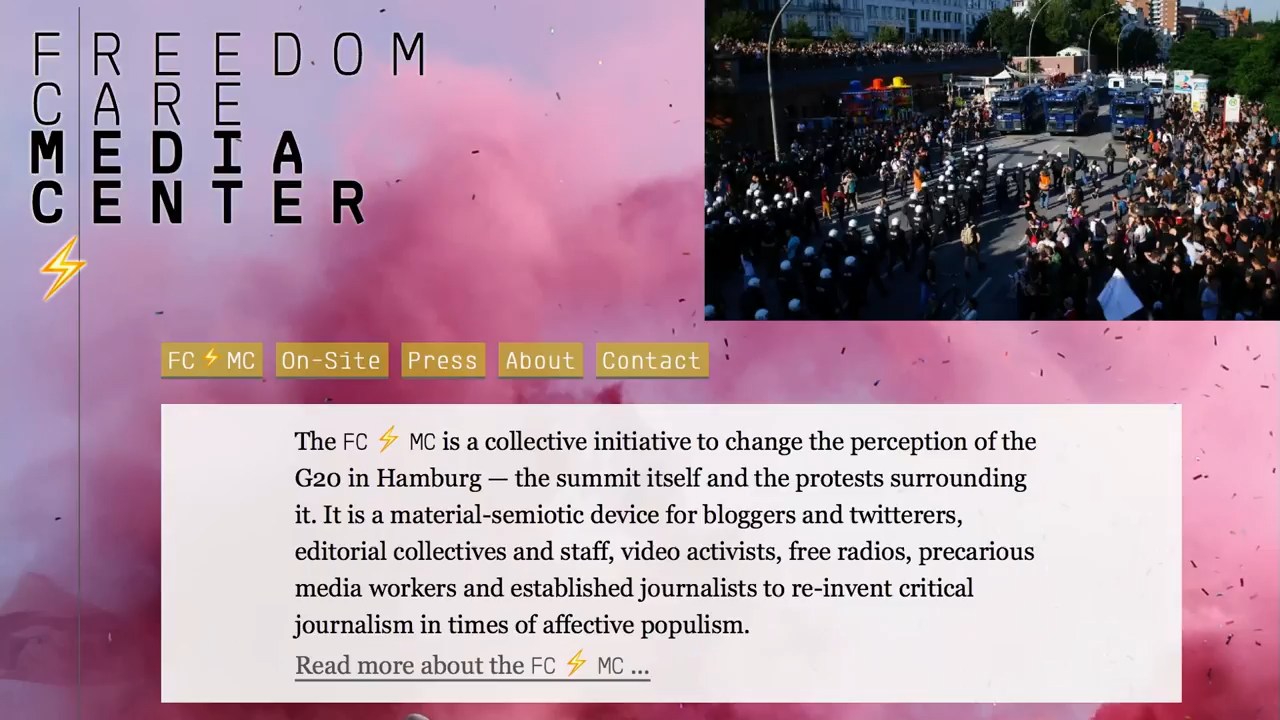 FREEDOM
CARE
MEDIA
CENTER
⚡
FC⚡MC On-Site Press About Contact
The FC ⚡ MC is a collective initiative to change the perception of the
G20 in Hamburg — the summit itself and the protests surrounding
it. It is a material-semiotic device for bloggers and twitterers,
editorial collectives and staff, video activists, free radios, precarious
media workers and established journalists to re-invent critical
journalism in times of affective populism.
Read more about the FC ⚡ MC ...